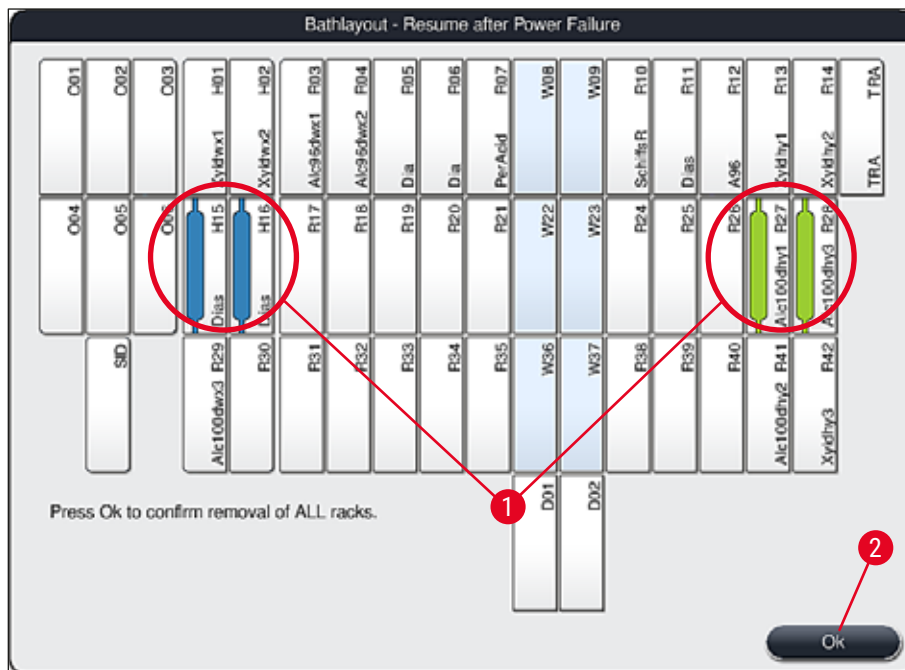 Bathlayout - Resume after Power Failure
O01
O02
O03
Xyldwx1 H01
Xyldwx2 H02
Alc96dwx1 R03
Alc96dwx2 R04
Dia R05
Dia R06
PerAcid R07
W08
W09
SchiffsR R10
Dias R11
A96 R12
Xyldhy1 R13
Xyldhy2 R14
TRA TRA
O04
O05
O06
Dias H15
Dias H16
R17
R18
R19
R20
R21
W22
W23
R24
R25
R26
Alc100dhy1 R27
Alc100dhy3 R28
SID
Alc100dwx3 R29
R30
R31
R32
R33
R34
R35
W36
W37
R38
R39
R40
Alc100dhy2 R41
Xyldhy3 R42
D01
D02
Press Ok to confirm removal of ALL racks.
1
2
Ok